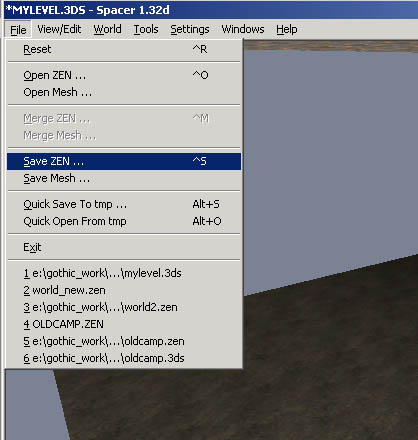 *MYLEVEL.3DS - Spacer 1.32d
File View/Edit World Tools Settings Windows Help
Reset ^R
Open ZEN ... ^O
Open Mesh ...
Merge ZEN ... ^M
Merge Mesh ...
Save ZEN ... ^S
Save Mesh ...
Quick Save To tmp ... Alt+S
Quick Open From tmp Alt+O
Exit
1 e:\gothic_work\...\mylevel.3ds
2 world_new.zen
3 e:\gothic_work\...\world2.zen
4 OLDCAMP.ZEN
5 e:\gothic_work\...\oldcamp.zen
6 e:\gothic_work\...\oldcamp.3ds